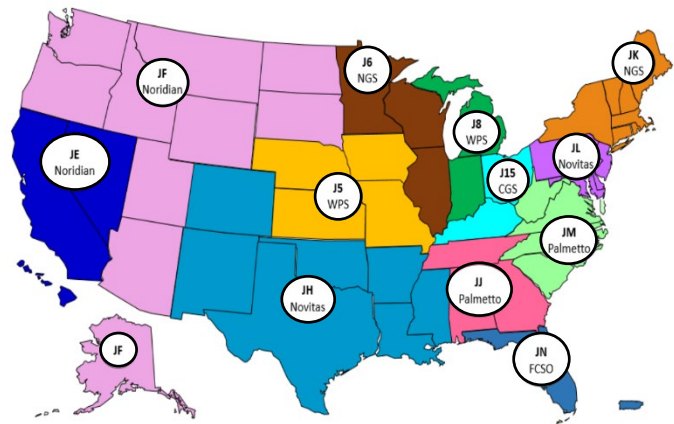 JF
Noridian
J6
NGS
JK
NGS
J8
WPS
JE
Noridian
JL
Novitas
J15
CGS
J5
WPS
JM
Palmetto
JH
Novitas
JJ
Palmetto
JF
JN
FCSO